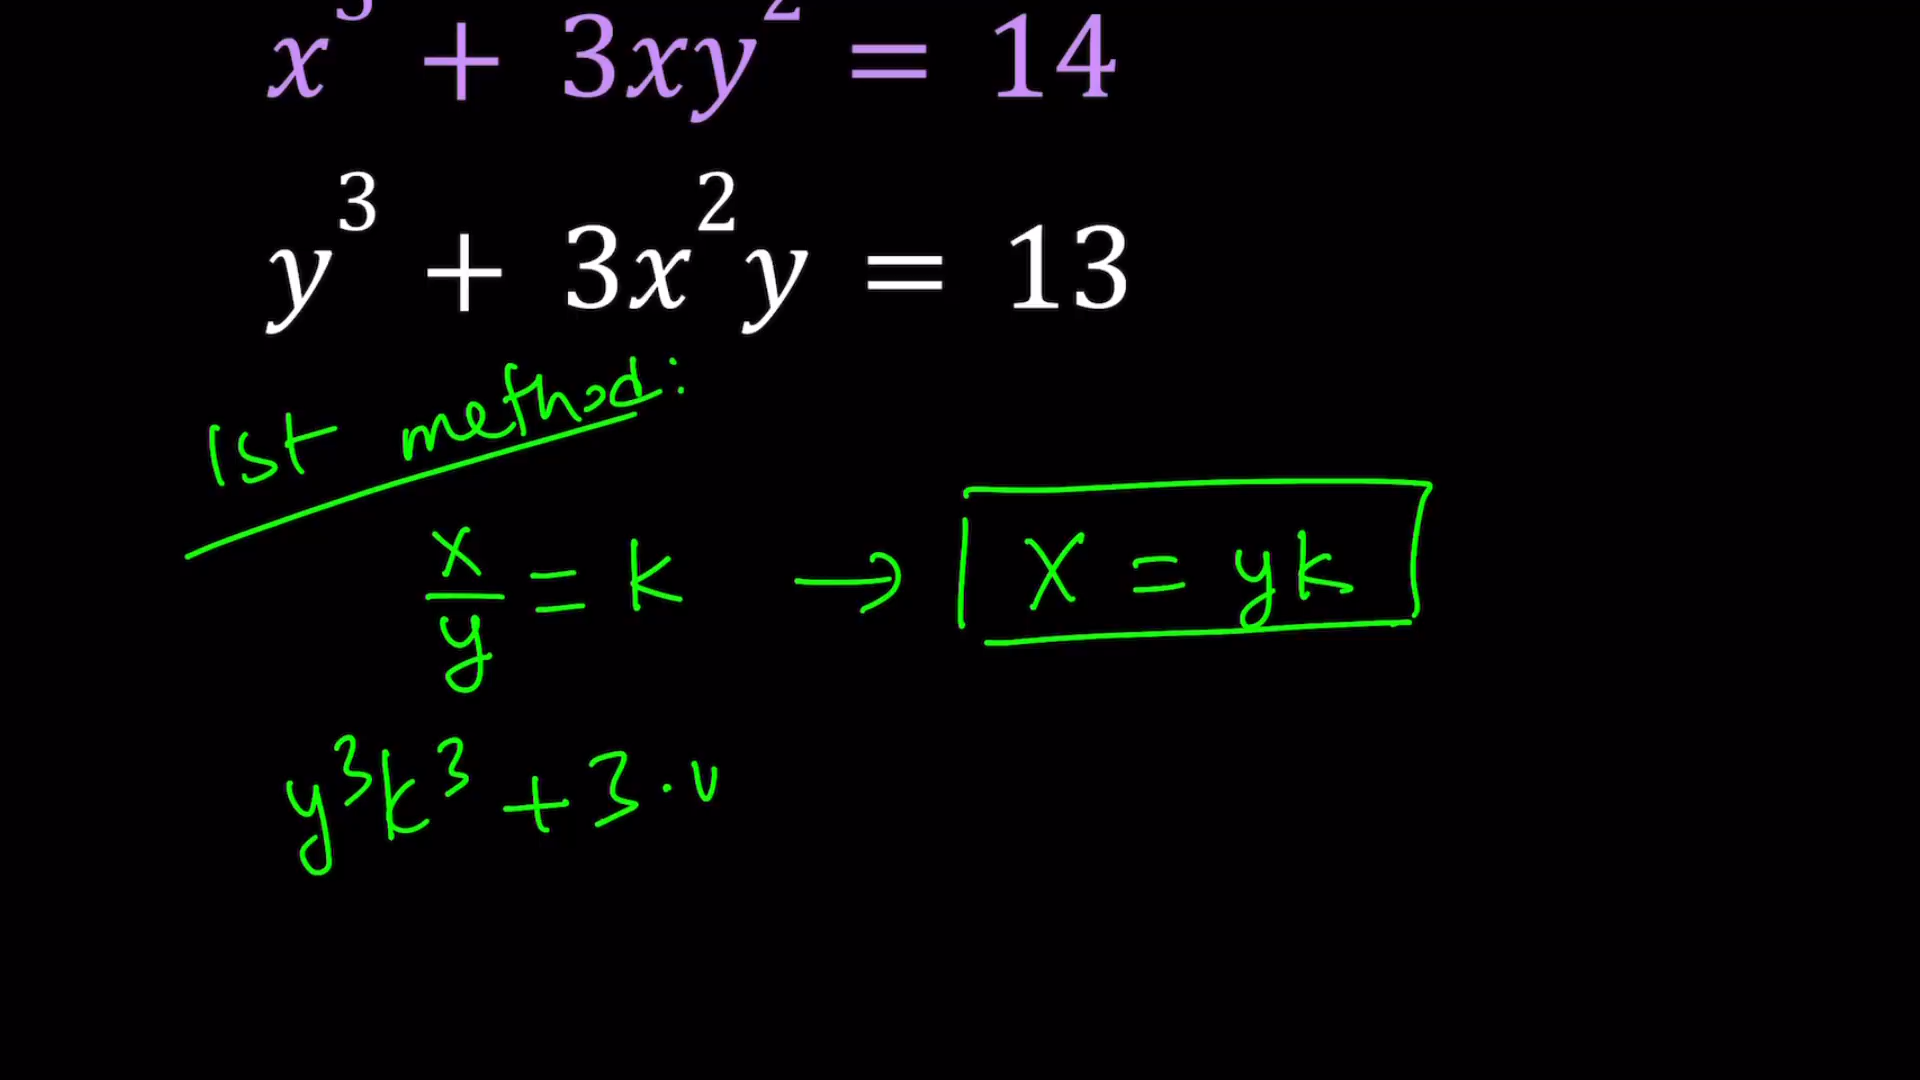 x³ + 3xy² = 14
y³ + 3x²y = 13
1st method:
x/y = k → x = yk
y³k³ + 3 ·